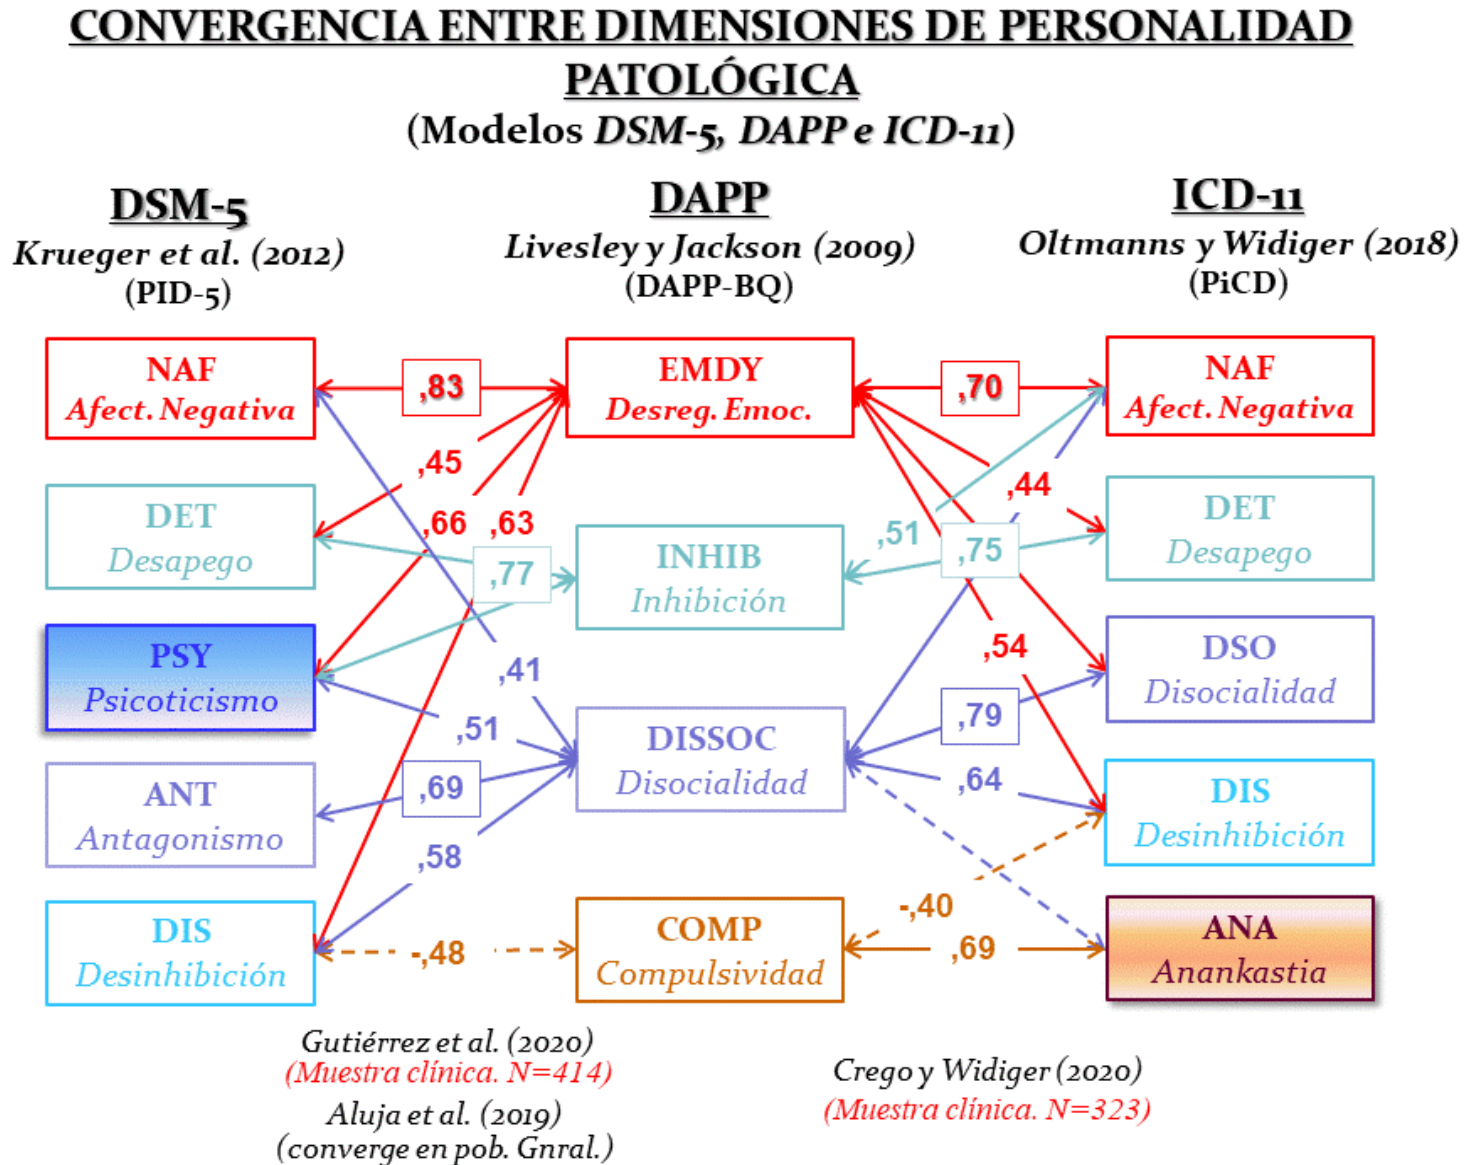 CONVERGENCIA ENTRE DIMENSIONES DE PERSONALIDAD
PATOLÓGICA
(Modelos DSM-5, DAPP e ICD-11)
DSM-5
Krueger et al. (2012)
(PID-5)
DAPP
Livesley y Jackson (2009)
(DAPP-BQ)
ICD-11
Oltmanns y Widiger (2018)
(PiCD)
NAF
Afect. Negativa
,83
EMDY
Desreg. Emoc.
,70
NAF
Afect. Negativa
,45
,44
DET
Desapego
,66
,63
,77
INHIB
Inhibición
,51
,75
DET
Desapego
PSY
Psicoticismo
,41
,51
,54
DSO
Disocialidad
DISSOC
Disocialidad
,79
,64
ANT
Antagonismo
,69
,58
DIS
Desinhibición
DIS
Desinhibición
-,48
COMP
Compulsividad
-,40
,69
ANA
Anankastia
Gutiérrez et al. (2020)
(Muestra clínica. N=414)
Aluja et al. (2019)
(converge en pob. Gnral.)
Crego y Widiger (2020)
(Muestra clínica. N=323)